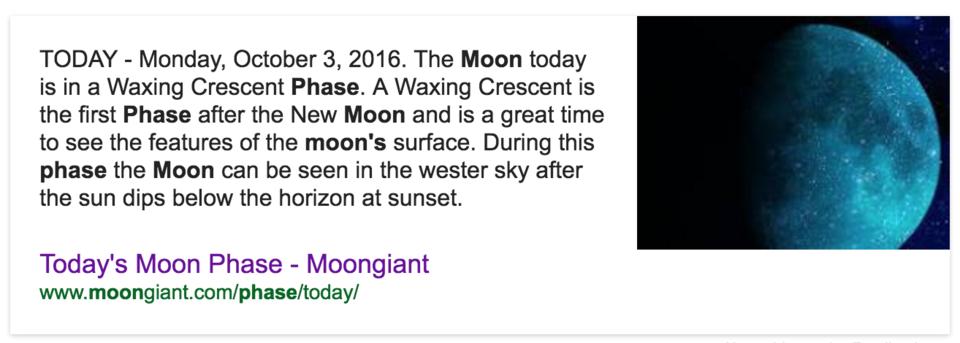 TODAY - Monday, October 3, 2016. The Moon today
is in a Waxing Crescent Phase. A Waxing Crescent is
the first Phase after the New Moon and is a great time
to see the features of the moon's surface. During this
phase the Moon can be seen in the wester sky after
the sun dips below the horizon at sunset.
Today's Moon Phase - Moongiant
www.moongiant.com/phase/today/